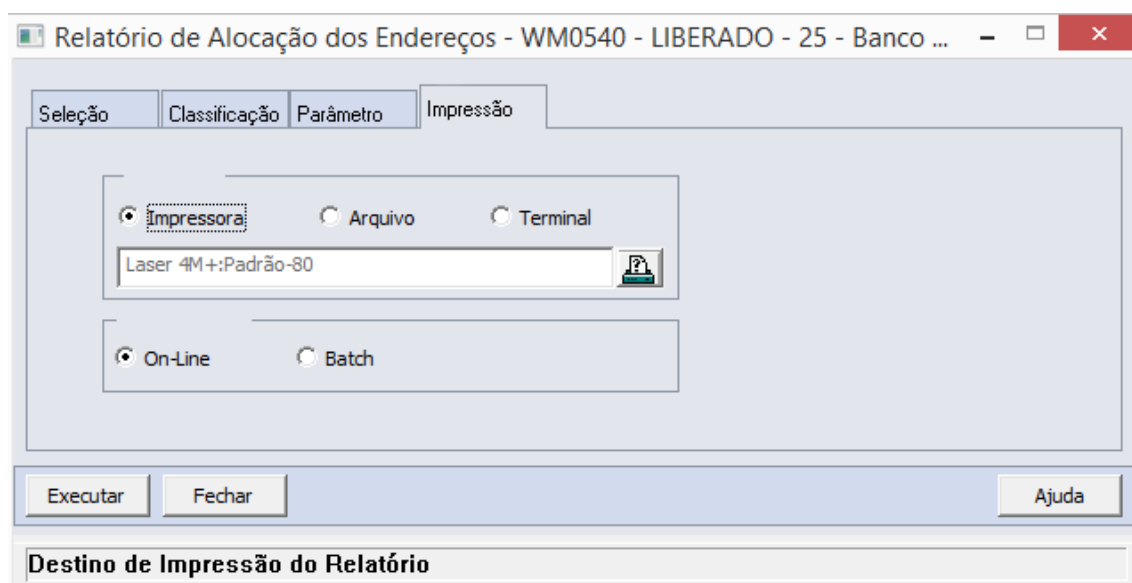 Relatório de Alocação dos Endereços - WM0540 - LIBERADO - 25 - Banco ...
Seleção Classificação Parâmetro Impressão
Impressora Arquivo Terminal
Laser 4M+:Padrão-80
On-Line Batch
Executar Fechar Ajuda
Destino de Impressão do Relatório